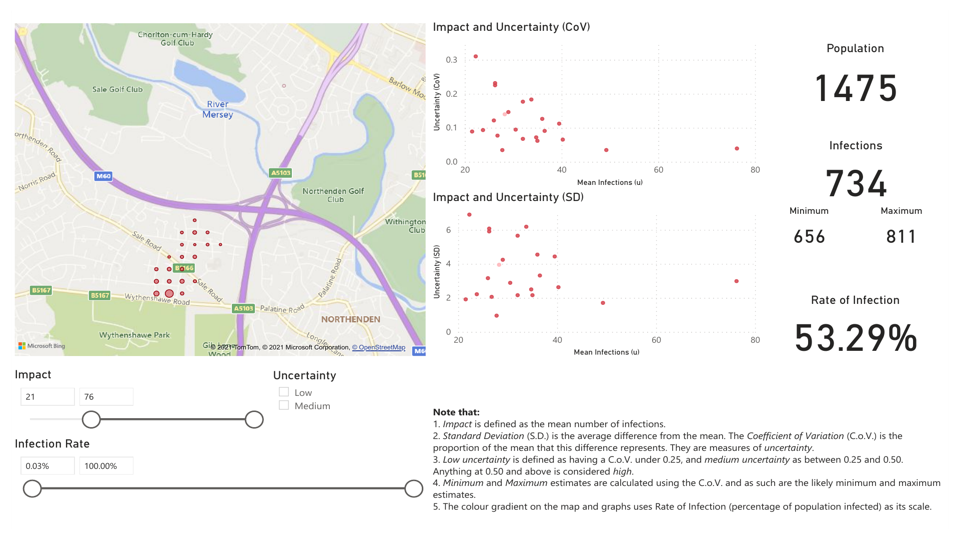 Chorlton-cum-Hardy
Golf Club
Sale Golf Club
River
Mersey
Barlow Mo
orthenden Road
Norris Road
M60
A5103
B51
Northenden Golf
Club
Withington
Club
Sale Road
B5166
Sale Road
Palatine Road
B5167
B5167
Wythenshawe Road
A5103
Palatine Road
NORTHENDEN
Wythenshawe Park
Wood
M60
Microsoft Bing
© 2021 TomTom, © 2021 Microsoft Corporation, © OpenStreetMap
Impact
21
76
Uncertainty
Low
Medium
Infection Rate
0.03%
100.00%
Impact and Uncertainty (CoV)
Uncertainty (CoV)
0.3
0.2
0.1
0.0
20
40
60
80
Mean Infections (u)
Impact and Uncertainty (SD)
Uncertainty (SD)
6
4
2
0
20
40
60
80
Mean Infections (u)
Population
1475
Infections
734
Minimum
Maximum
656
811
Rate of Infection
53.29%
Note that:
1. Impact is defined as the mean number of infections.
2. Standard Deviation (S.D.) is the average difference from the mean. The Coefficient of Variation (C.o.V.) is the
proportion of the mean that this difference represents. They are measures of uncertainty.
3. Low uncertainty is defined as having a C.o.V. under 0.25, and medium uncertainty as between 0.25 and 0.50.
Anything at 0.50 and above is considered high.
4. Minimum and Maximum estimates are calculated using the C.o.V. and as such are the likely minimum and maximum
estimates.
5. The colour gradient on the map and graphs uses Rate of Infection (percentage of population infected) as its scale.